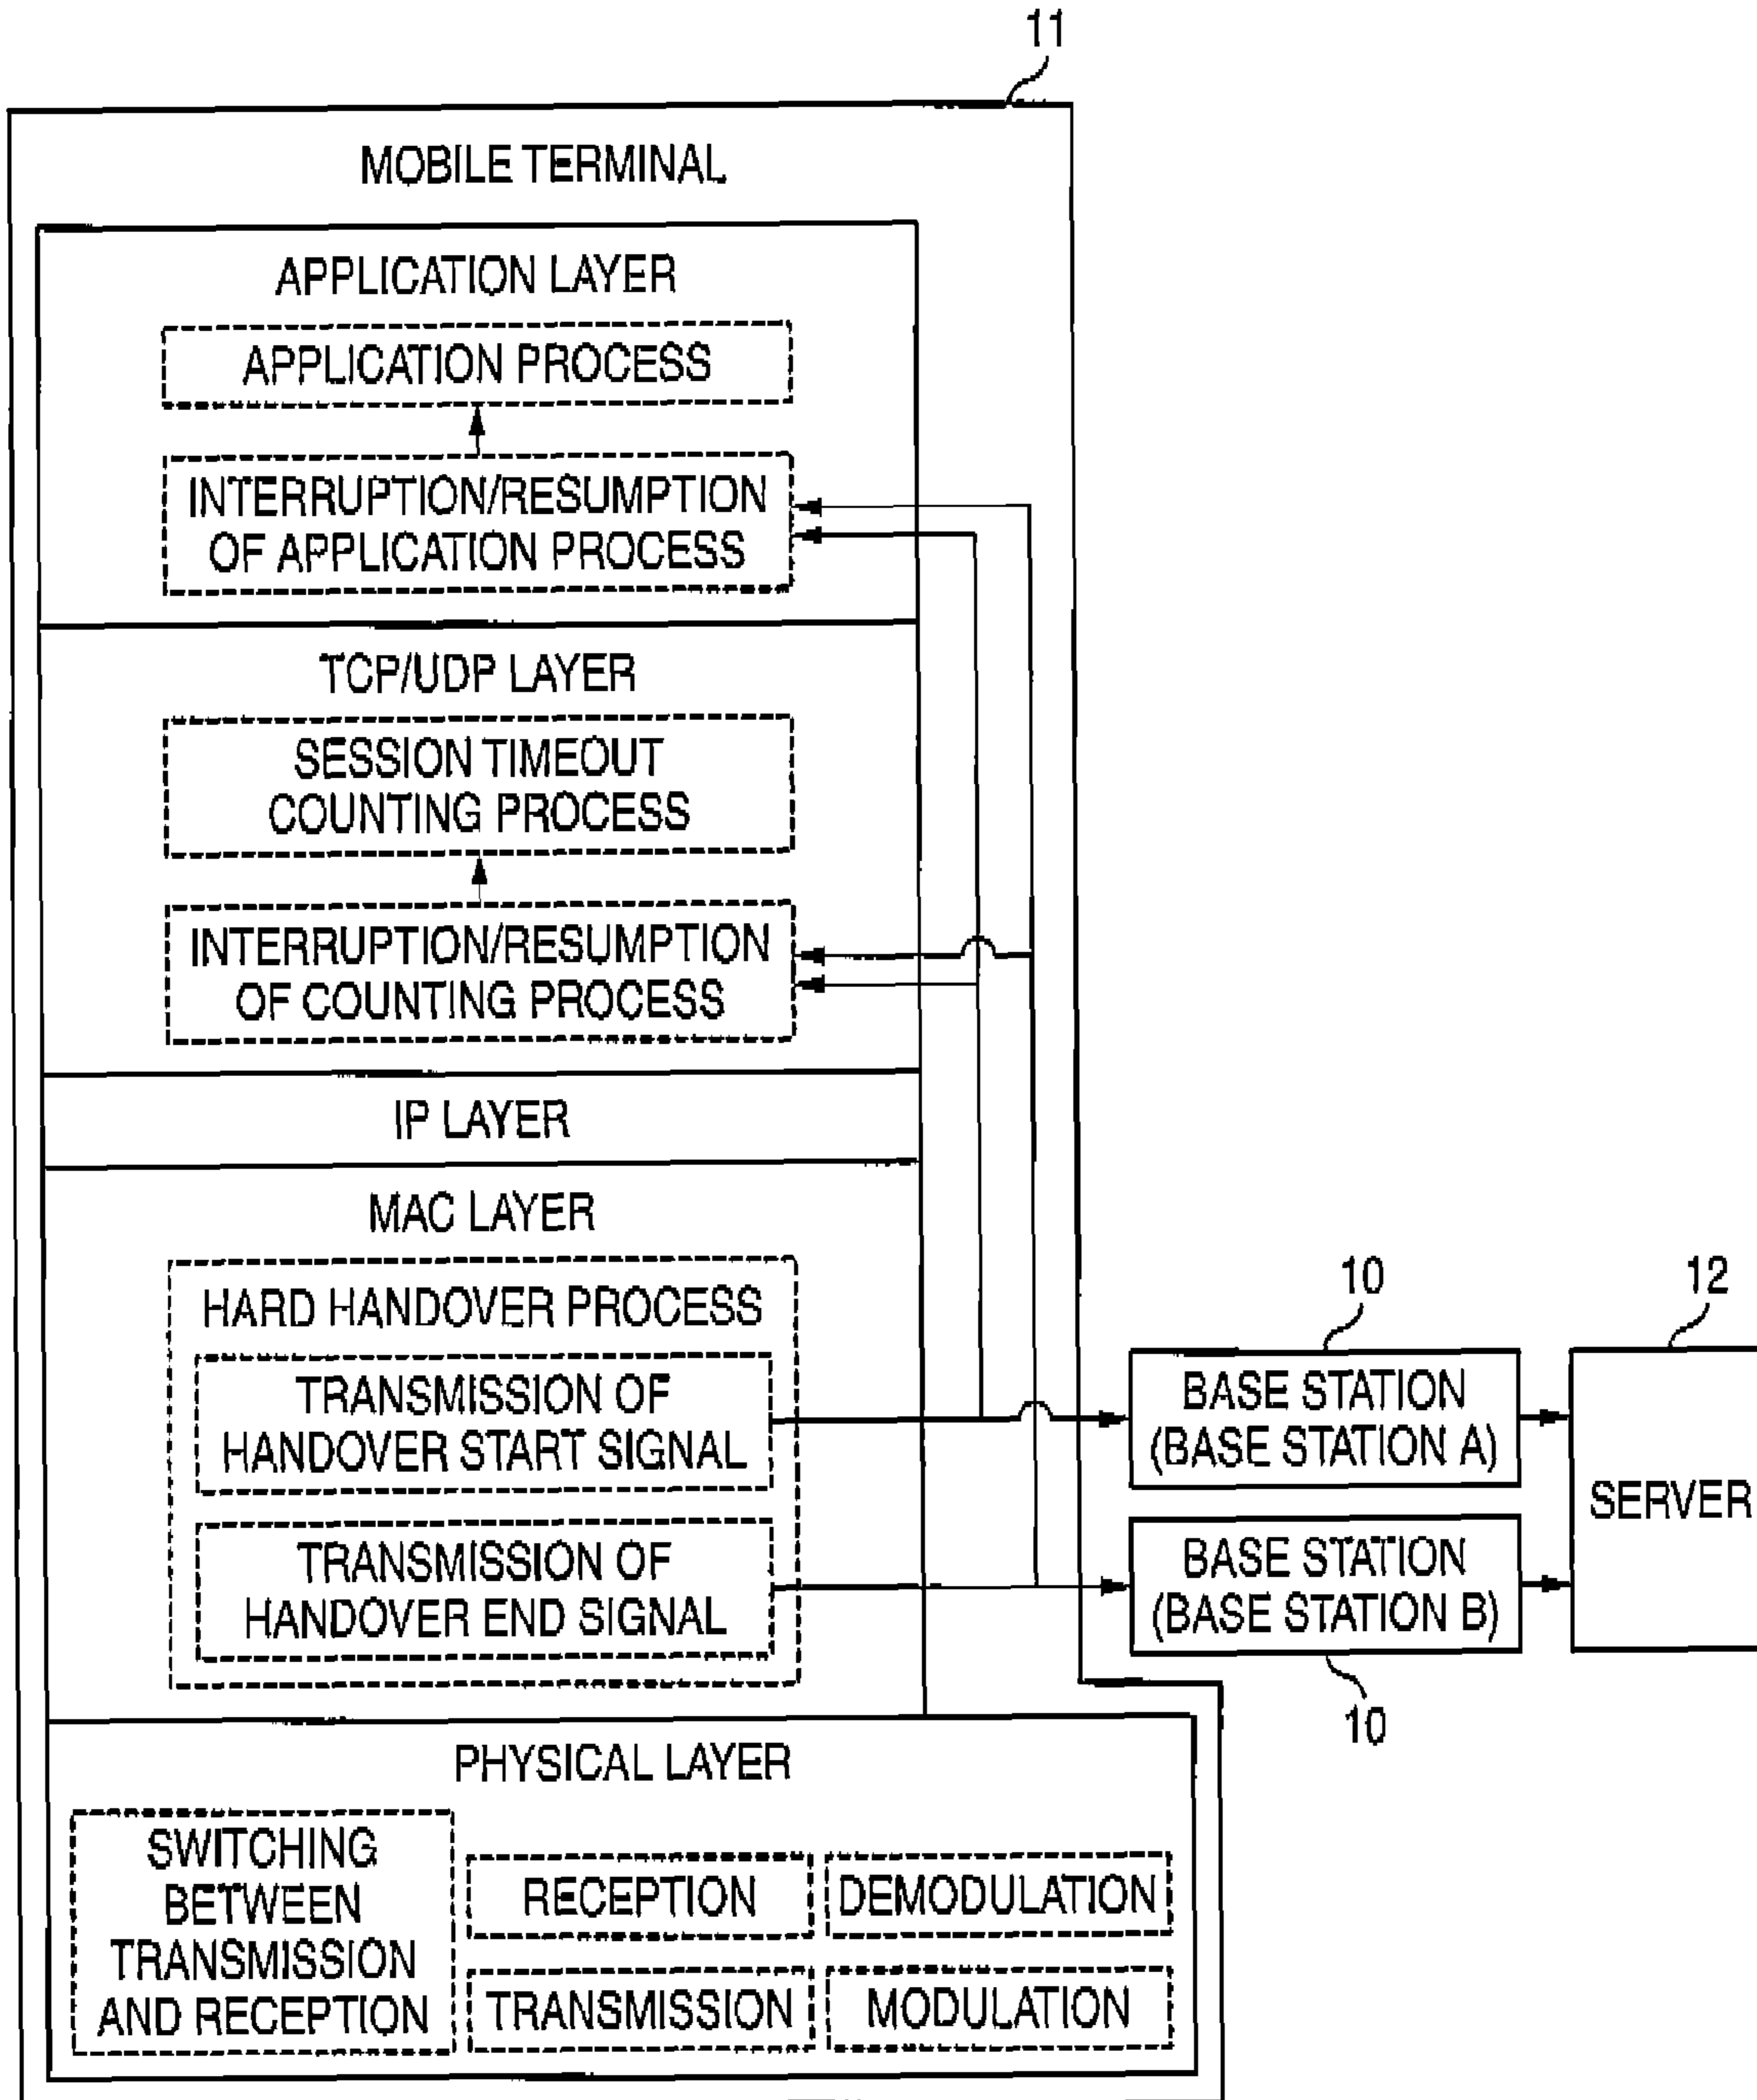 11
MOBILE TERMINAL
APPLICATION LAYER
APPLICATION PROCESS
INTERRUPTION/RESUMPTION
OF APPLICATION PROCESS
TCP/UDP LAYER
SESSION TIMEOUT
COUNTING PROCESS
INTERRUPTION/RESUMPTION
OF COUNTING PROCESS
IP LAYER
MAC LAYER
HARD HANDOVER PROCESS
TRANSMISSION OF
HANDOVER START SIGNAL
TRANSMISSION OF
HANDOVER END SIGNAL
10
BASE STATION
(BASE STATION A)
BASE STATION
(BASE STATION B)
10
12
SERVER
PHYSICAL LAYER
SWITCHING
BETWEEN
TRANSMISSION
AND RECEPTION
RECEPTION
DEMODULATION
TRANSMISSION
MODULATION